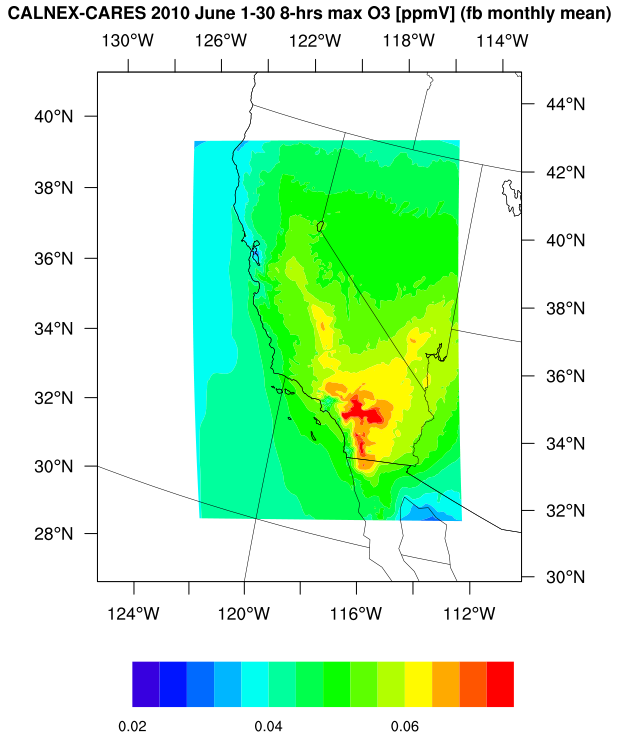 CALNEX-CARES 2010 June 1-30 8-hrs max O3 [ppmV] (fb monthly mean)
130°W 126°W 122°W 118°W 114°W
40°N 44°N
38°N 42°N
36°N 40°N
34°N 38°N
32°N 36°N
30°N 34°N
28°N 32°N
30°N
124°W 120°W 116°W 112°W
0.02 0.04 0.06